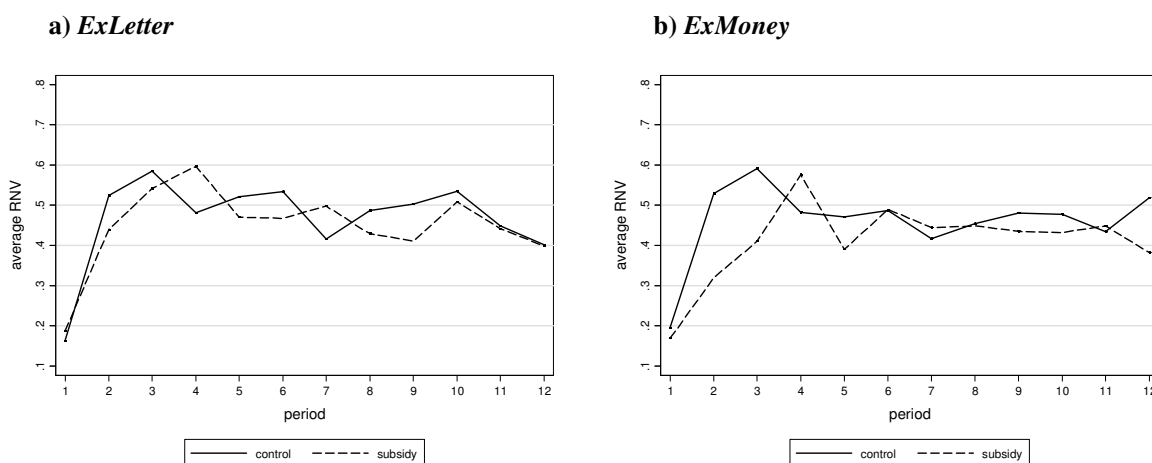 a) ExLetter
.8
.7
.6
.5
.4
.3
.2
.1
average RNV
1 2 3 4 5 6 7 8 9 10 11 12
period
control subsidy
b) ExMoney
.8
.7
.6
.5
.4
.3
.2
.1
average RNV
1 2 3 4 5 6 7 8 9 10 11 12
period
control subsidy